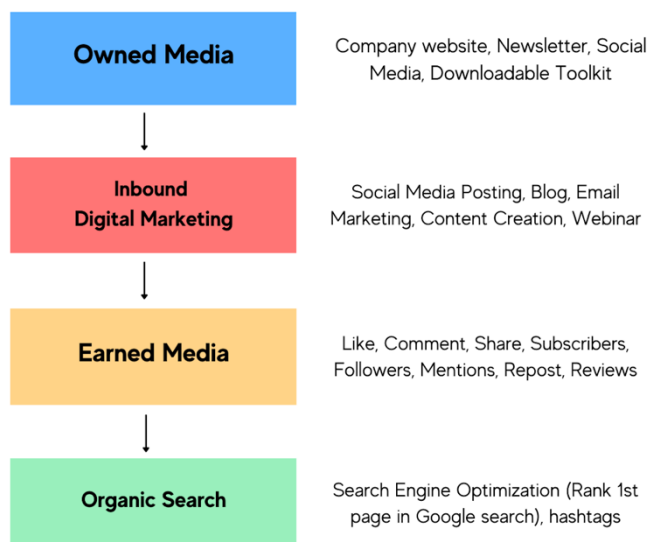 Owned Media
Company website, Newsletter, Social
Media, Downloadable Toolkit
Inbound
Digital Marketing
Social Media Posting, Blog, Email
Marketing, Content Creation, Webinar
Earned Media
Like, Comment, Share, Subscribers,
Followers, Mentions, Repost, Reviews
Organic Search
Search Engine Optimization (Rank 1st
page in Google search), hashtags